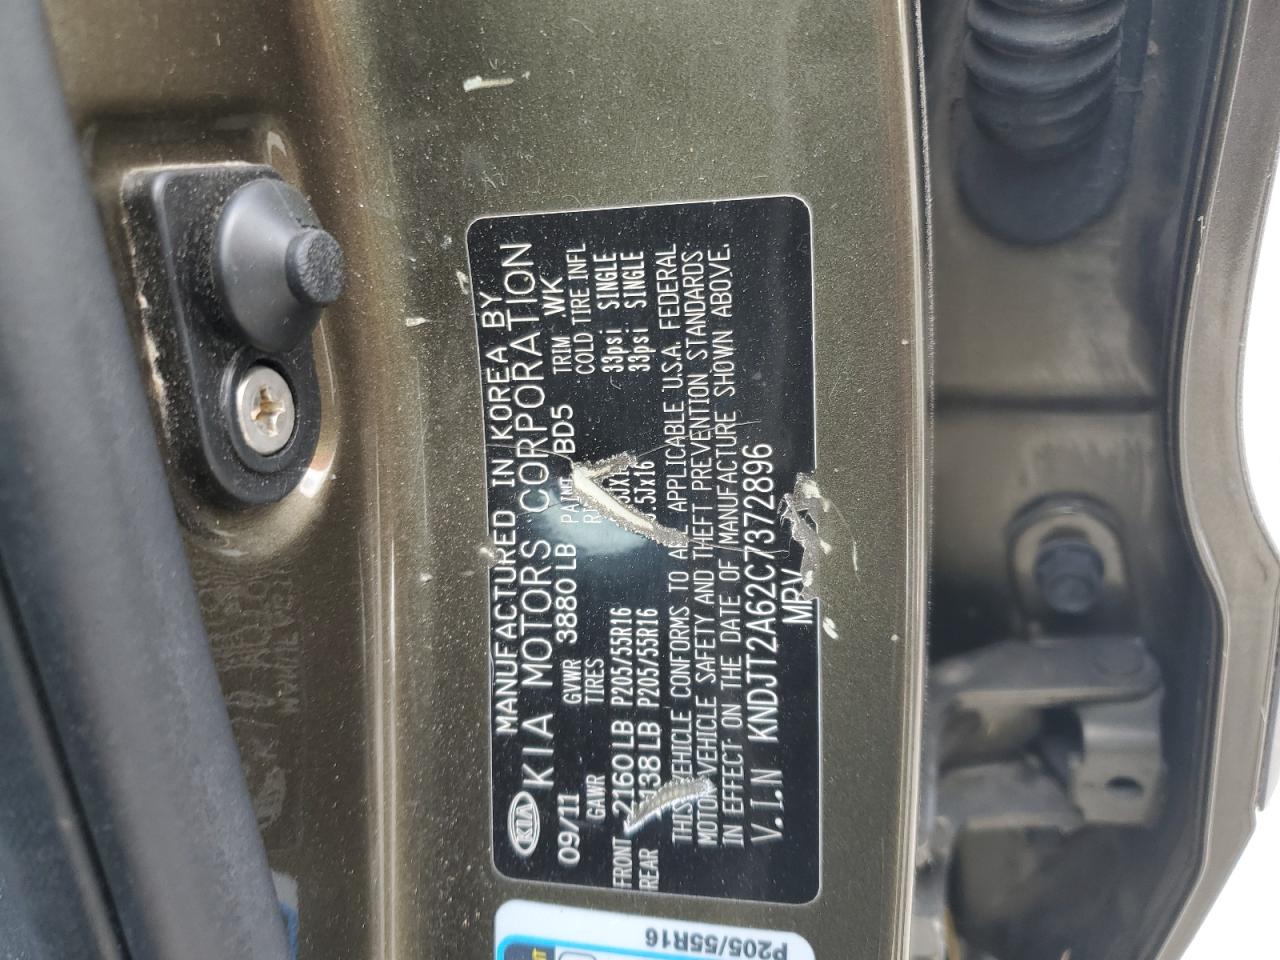 KIA MANUFACTURED IN KOREA BY
KIA MOTORS CORPORATION
09/11 GVWR 3880 LB PAINT BD5 TRIM WK
GAWR TIRES COLD TIRE INFL
FRONT 2160 LB P205/55R16 33psi SINGLE
REAR LB P205/55R16 33psi SINGLE
THIS VEHICLE CONFORMS TO ALL APPLICABLE U.S.A. FEDERAL
MOTOR VEHICLE SAFETY AND THEFT PREVENTION STANDARDS
IN EFFECT ON THE DATE OF MANUFACTURE SHOWN ABOVE.
V.I.N KNDJT2A62C7372896
MPV
P205/55R16